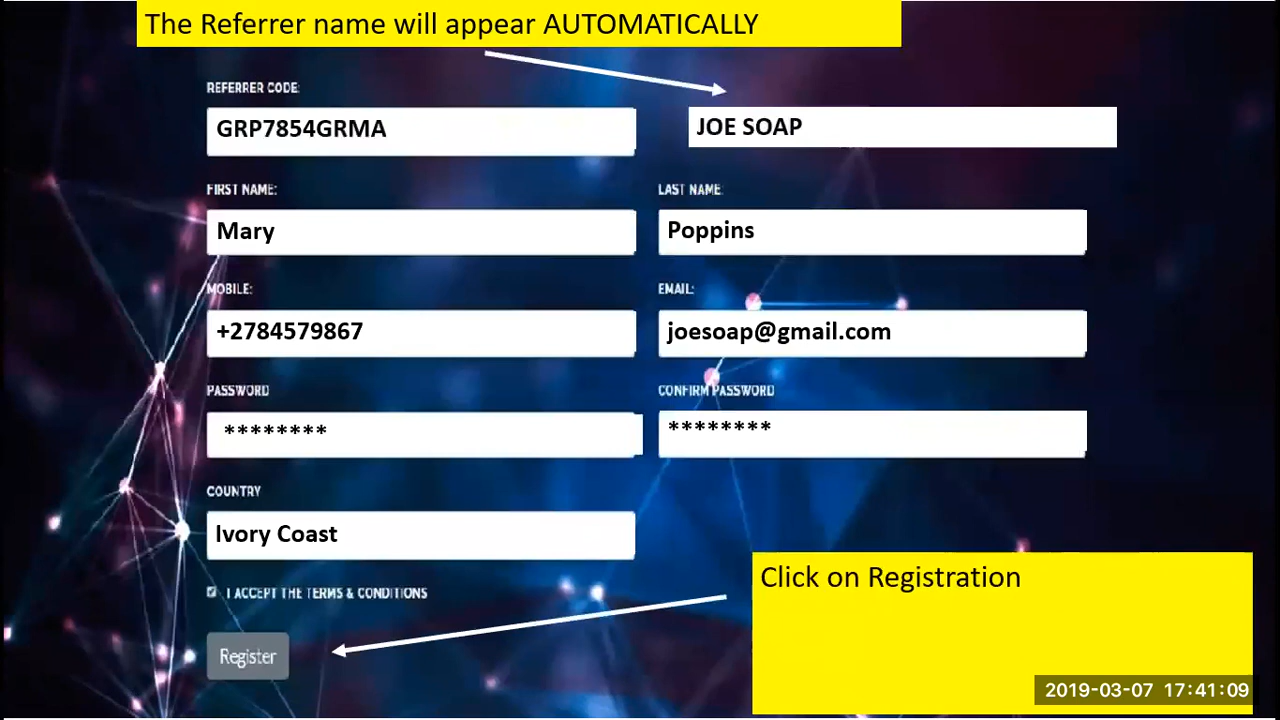 The Referrer name will appear AUTOMATICALLY
REFERRER CODE:
GRP7854GRMA
JOE SOAP
FIRST NAME:
LAST NAME:
Mary
Poppins
MOBILE:
EMAIL:
+2784579867
joesoap@gmail.com
PASSWORD
CONFIRM PASSWORD
********
********
COUNTRY
Ivory Coast
I ACCEPT THE TERMS & CONDITIONS
Click on Registration
Register
2019-03-07 17:41:09